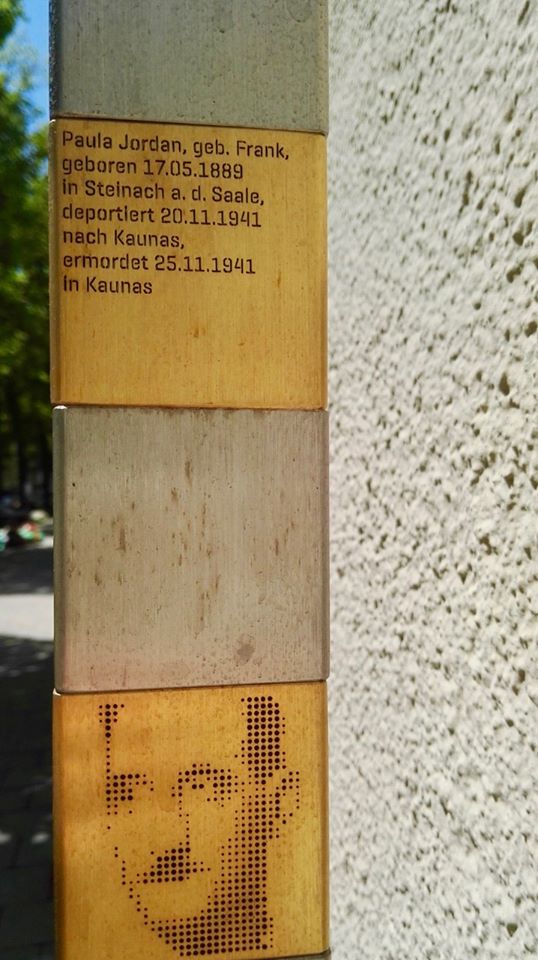 Paula Jordan, geb. Frank,
geboren 17.05.1889
in Steinach a. d. Saale,
deportiert 20.11.1941
nach Kaunas,
ermordet 25.11.1941
in Kaunas